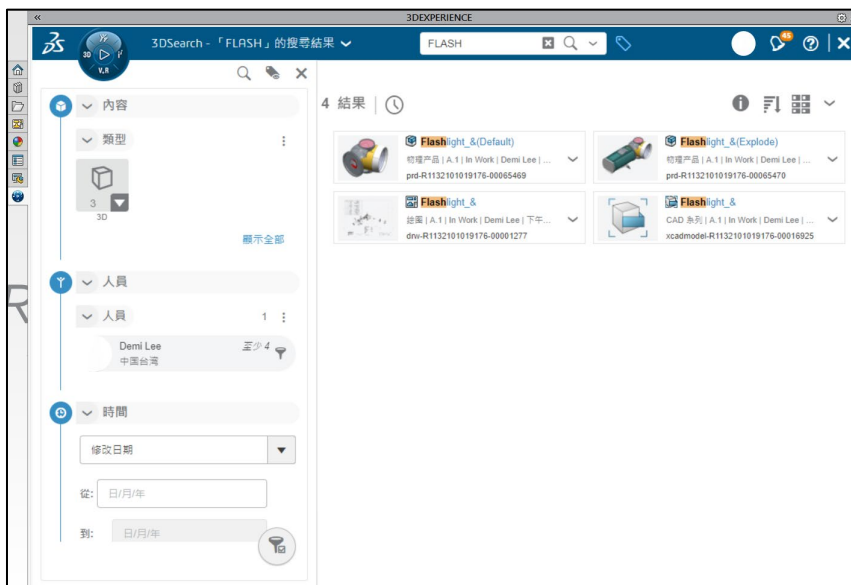 3DEXPERIENCE
3DSearch - 「FLASH」的搜尋結果
FLASH
45
3D
V.R
內容
類型
3
3D
顯示全部
人員
人員 1
Demi Lee 至少 4
中国台湾
時間
修改日期
從: 日/月/年
到: 日/月/年
4 結果
Flashlight_&(Default)
物理产品 | A.1 | In Work | Demi Lee | ...
prd-R1132101019176-00065469
Flashlight_&(Explode)
物理产品 | A.1 | In Work | Demi Lee | ...
prd-R1132101019176-00065470
Flashlight_&
繪圖 | A.1 | In Work | Demi Lee | 下午...
drw-R1132101019176-00001277
Flashlight_&
CAD 系列 | A.1 | In Work | Demi Lee | ...
xcadmodel-R1132101019176-00016925
R